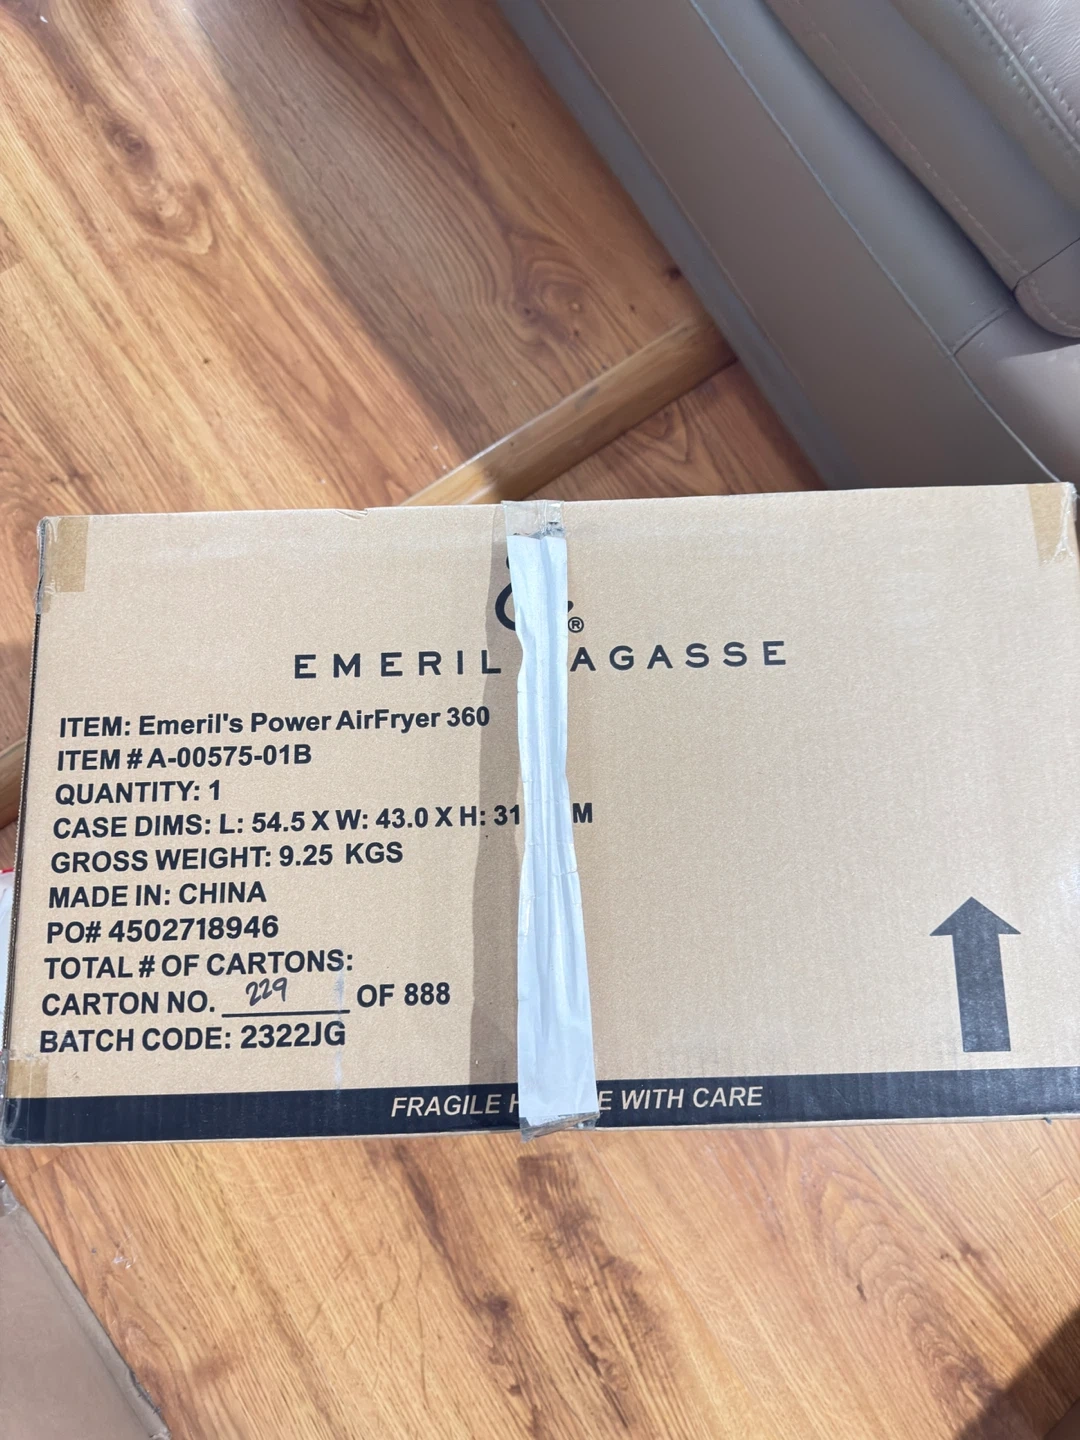 ®
EMERIL AGASSE
ITEM: Emeril's Power AirFryer 360
ITEM # A-00575-01B
QUANTITY: 1
CASE DIMS: L: 54.5 X W: 43.0 X H: 31 M
GROSS WEIGHT: 9.25 KGS
MADE IN: CHINA
PO# 4502718946
TOTAL # OF CARTONS:
CARTON NO. 229 OF 888
BATCH CODE: 2322JG
FRAGILE H E WITH CARE